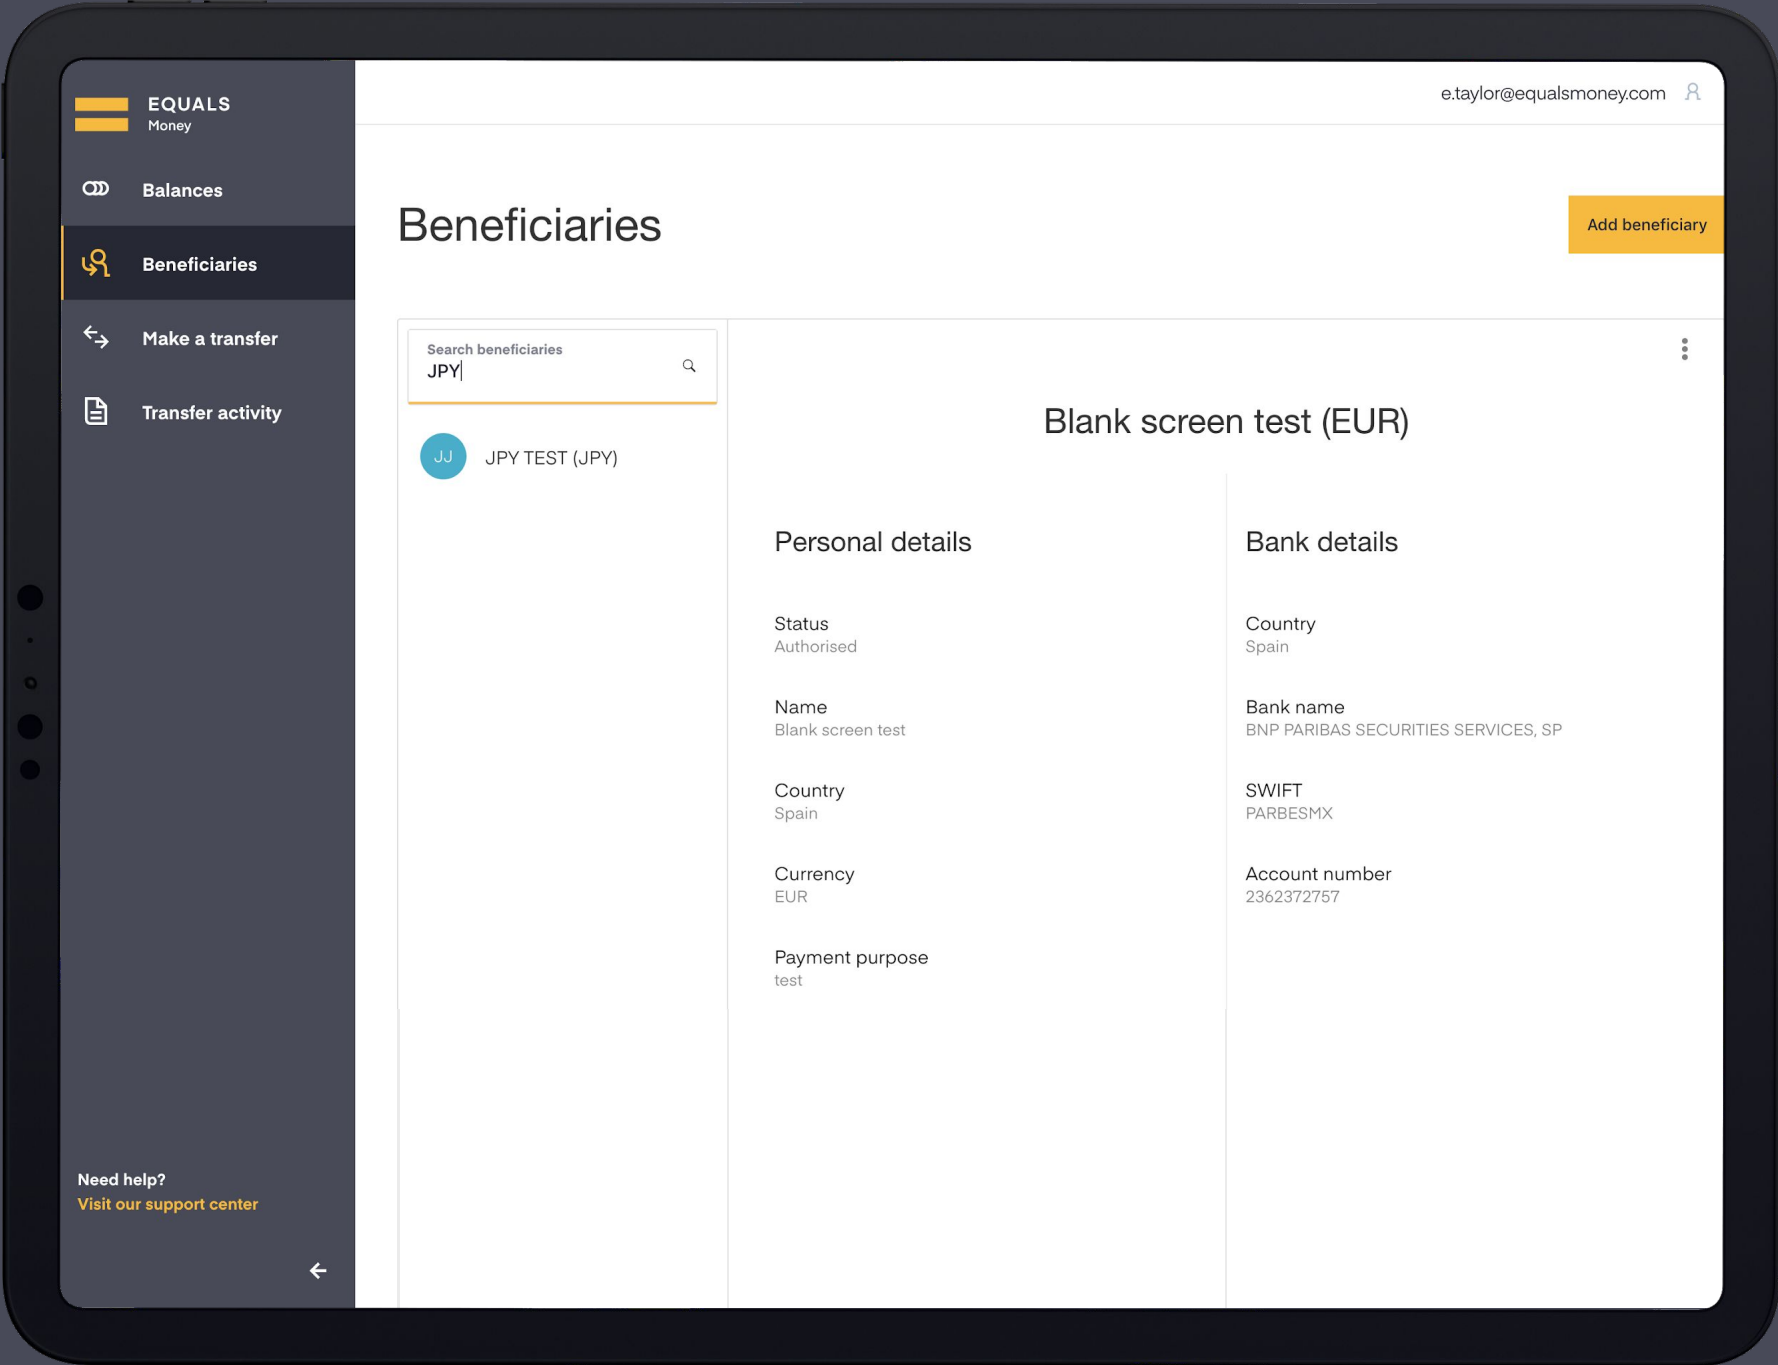 EQUALS
Money
e.taylor@equalsmoney.com
Balances
Beneficiaries
Make a transfer
Transfer activity
Need help?
Visit our support center
Beneficiaries
Add beneficiary
Search beneficiaries
JPY
JJ
JPY TEST (JPY)
Blank screen test (EUR)
Personal details
Status
Authorised
Name
Blank screen test
Country
Spain
Currency
EUR
Payment purpose
test
Bank details
Country
Spain
Bank name
BNP PARIBAS SECURITIES SERVICES, SP
SWIFT
PARBESMX
Account number
2362372757